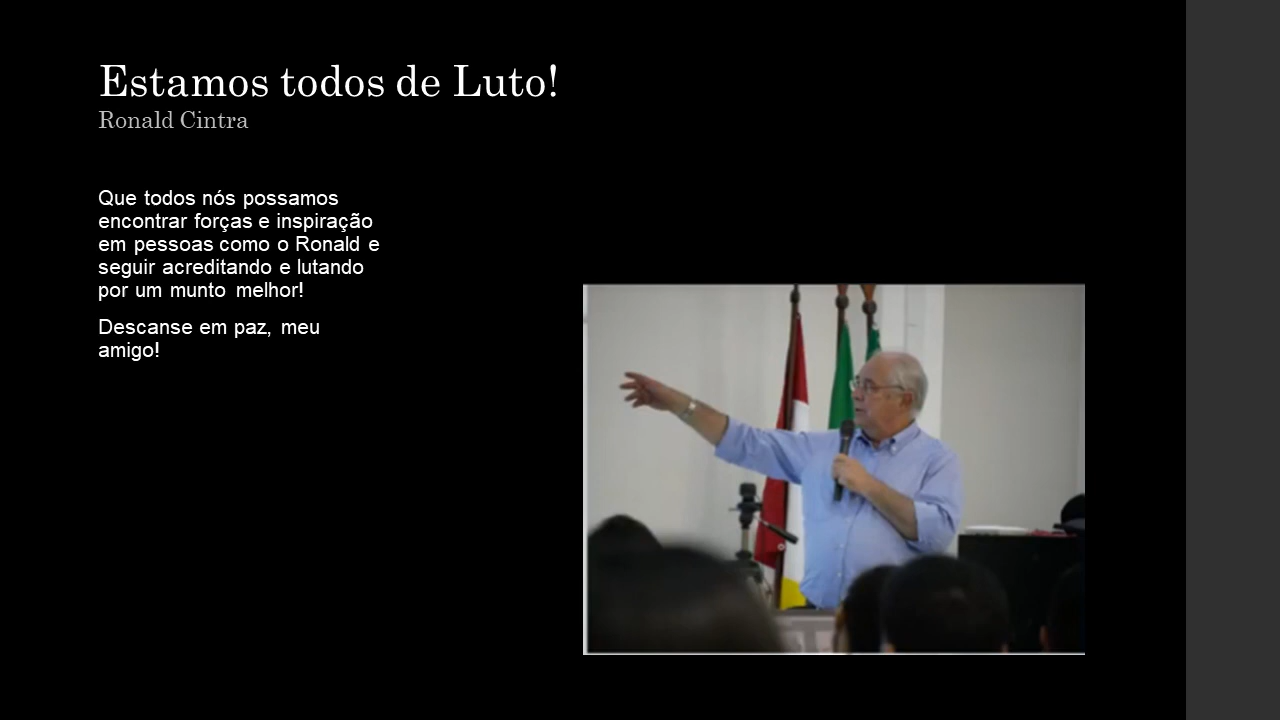 Estamos todos de Luto!
Ronald Cintra
Que todos nós possamos
encontrar forças e inspiração
em pessoas como o Ronald e
seguir acreditando e lutando
por um munto melhor!
Descanse em paz, meu
amigo!